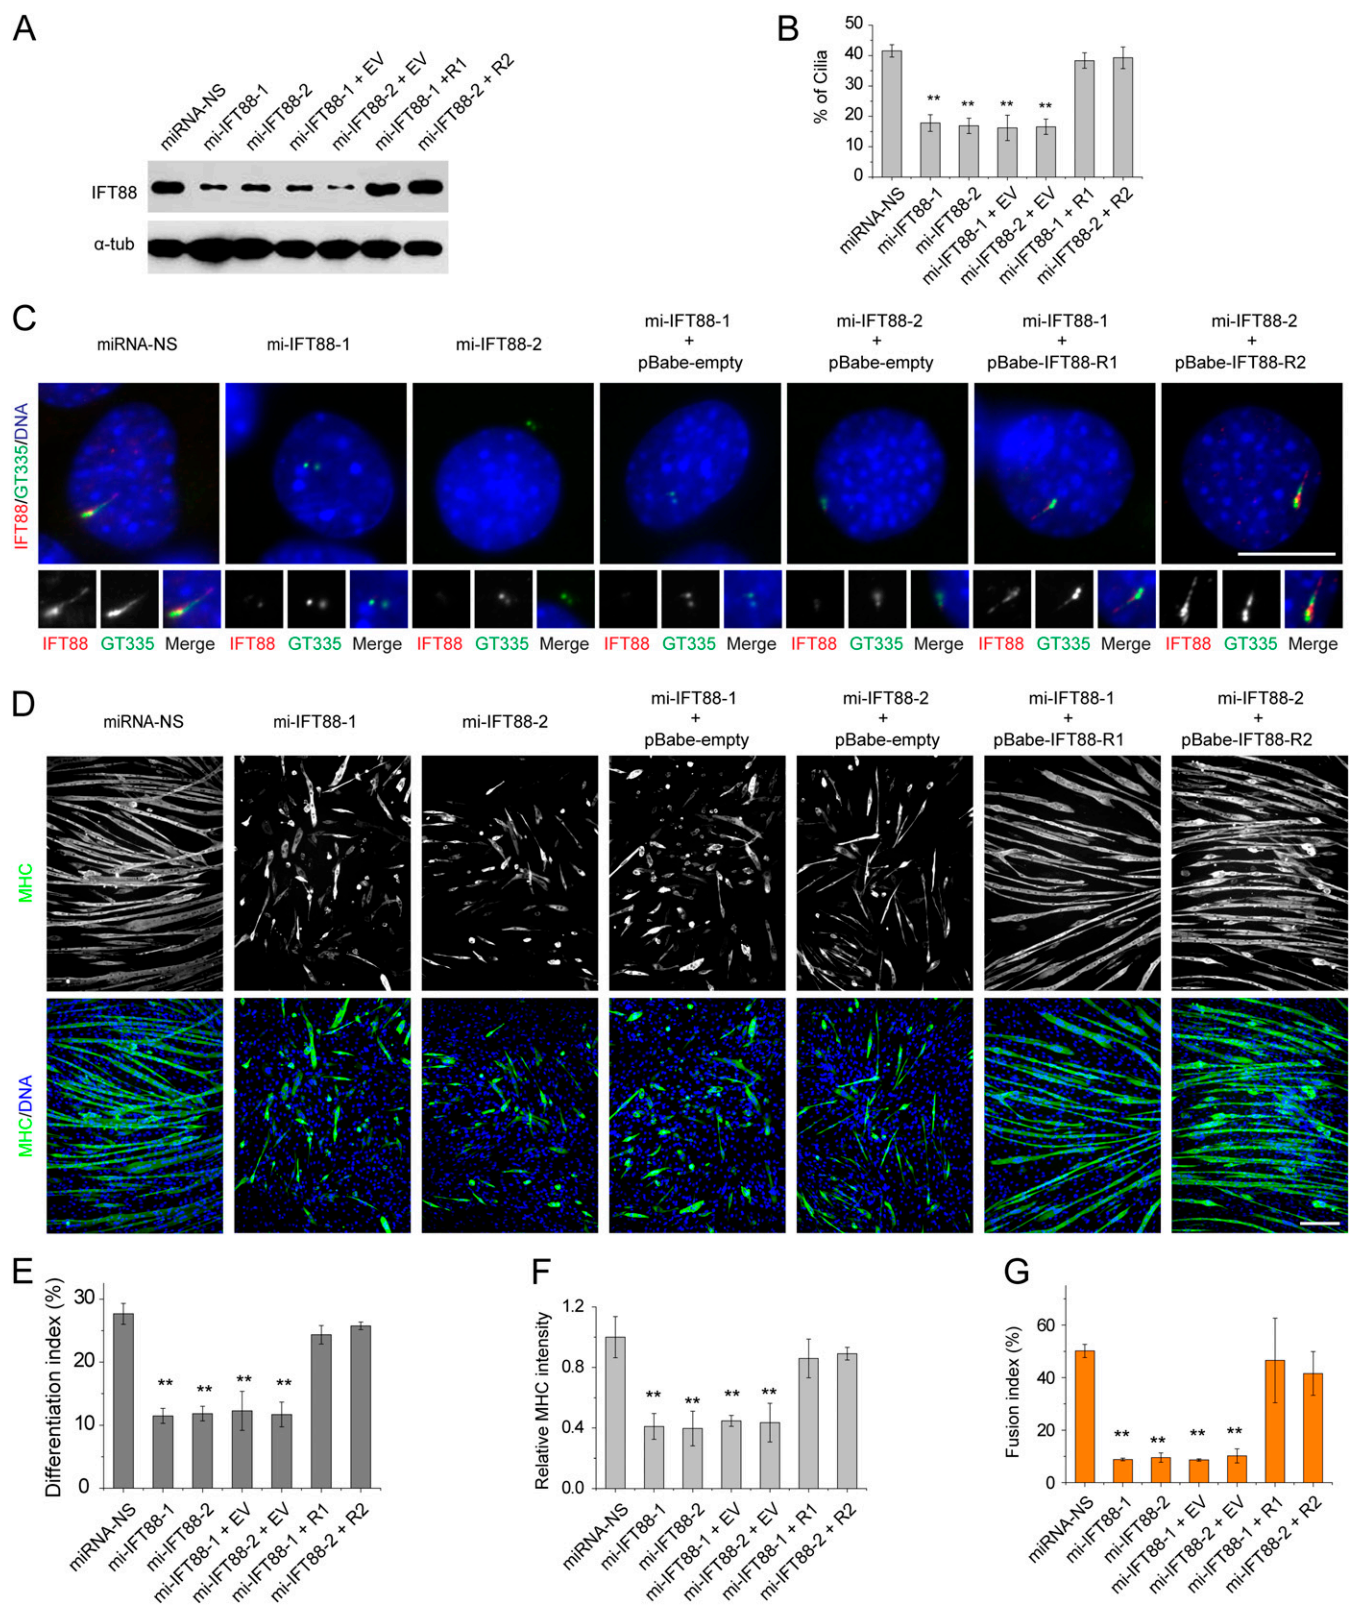 A
miRNA-NS
mi-IFT88-1
mi-IFT88-2
mi-IFT88-1 + EV
mi-IFT88-2 + EV
mi-IFT88-1 +R1
mi-IFT88-2 + R2
IFT88
α-tub
B
% of Cilia
50
40
30
20
10
0
** ** ** **
miRNA-NS
mi-IFT88-1
mi-IFT88-2
mi-IFT88-1 + EV
mi-IFT88-2 + EV
mi-IFT88-1 + R1
mi-IFT88-2 + R2
C
miRNA-NS
mi-IFT88-1
mi-IFT88-2
mi-IFT88-1
+
pBabe-empty
mi-IFT88-2
+
pBabe-empty
mi-IFT88-1
+
pBabe-IFT88-R1
mi-IFT88-2
+
pBabe-IFT88-R2
IFT88/GT335/DNA
IFT88 GT335 Merge
IFT88 GT335 Merge
IFT88 GT335 Merge
IFT88 GT335 Merge
IFT88 GT335 Merge
IFT88 GT335 Merge
IFT88 GT335 Merge
D
miRNA-NS
mi-IFT88-1
mi-IFT88-2
mi-IFT88-1
+
pBabe-empty
mi-IFT88-2
+
pBabe-empty
mi-IFT88-1
+
pBabe-IFT88-R1
mi-IFT88-2
+
pBabe-IFT88-R2
MHC
MHC/DNA
E
Differentiation index (%)
30
20
10
0
** ** ** **
miRNA-NS
mi-IFT88-1
mi-IFT88-2
mi-IFT88-1 + EV
mi-IFT88-2 + EV
mi-IFT88-1 + R1
mi-IFT88-2 + R2
F
Relative MHC intensity
1.2
0.8
0.4
0.0
** ** ** **
miRNA-NS
mi-IFT88-1
mi-IFT88-2
mi-IFT88-1 + EV
mi-IFT88-2 + EV
mi-IFT88-1 + R1
mi-IFT88-2 + R2
G
Fusion index (%)
60
40
20
0
** ** ** **
miRNA-NS
mi-IFT88-1
mi-IFT88-2
mi-IFT88-1 + EV
mi-IFT88-2 + EV
mi-IFT88-1 + R1
mi-IFT88-2 + R2